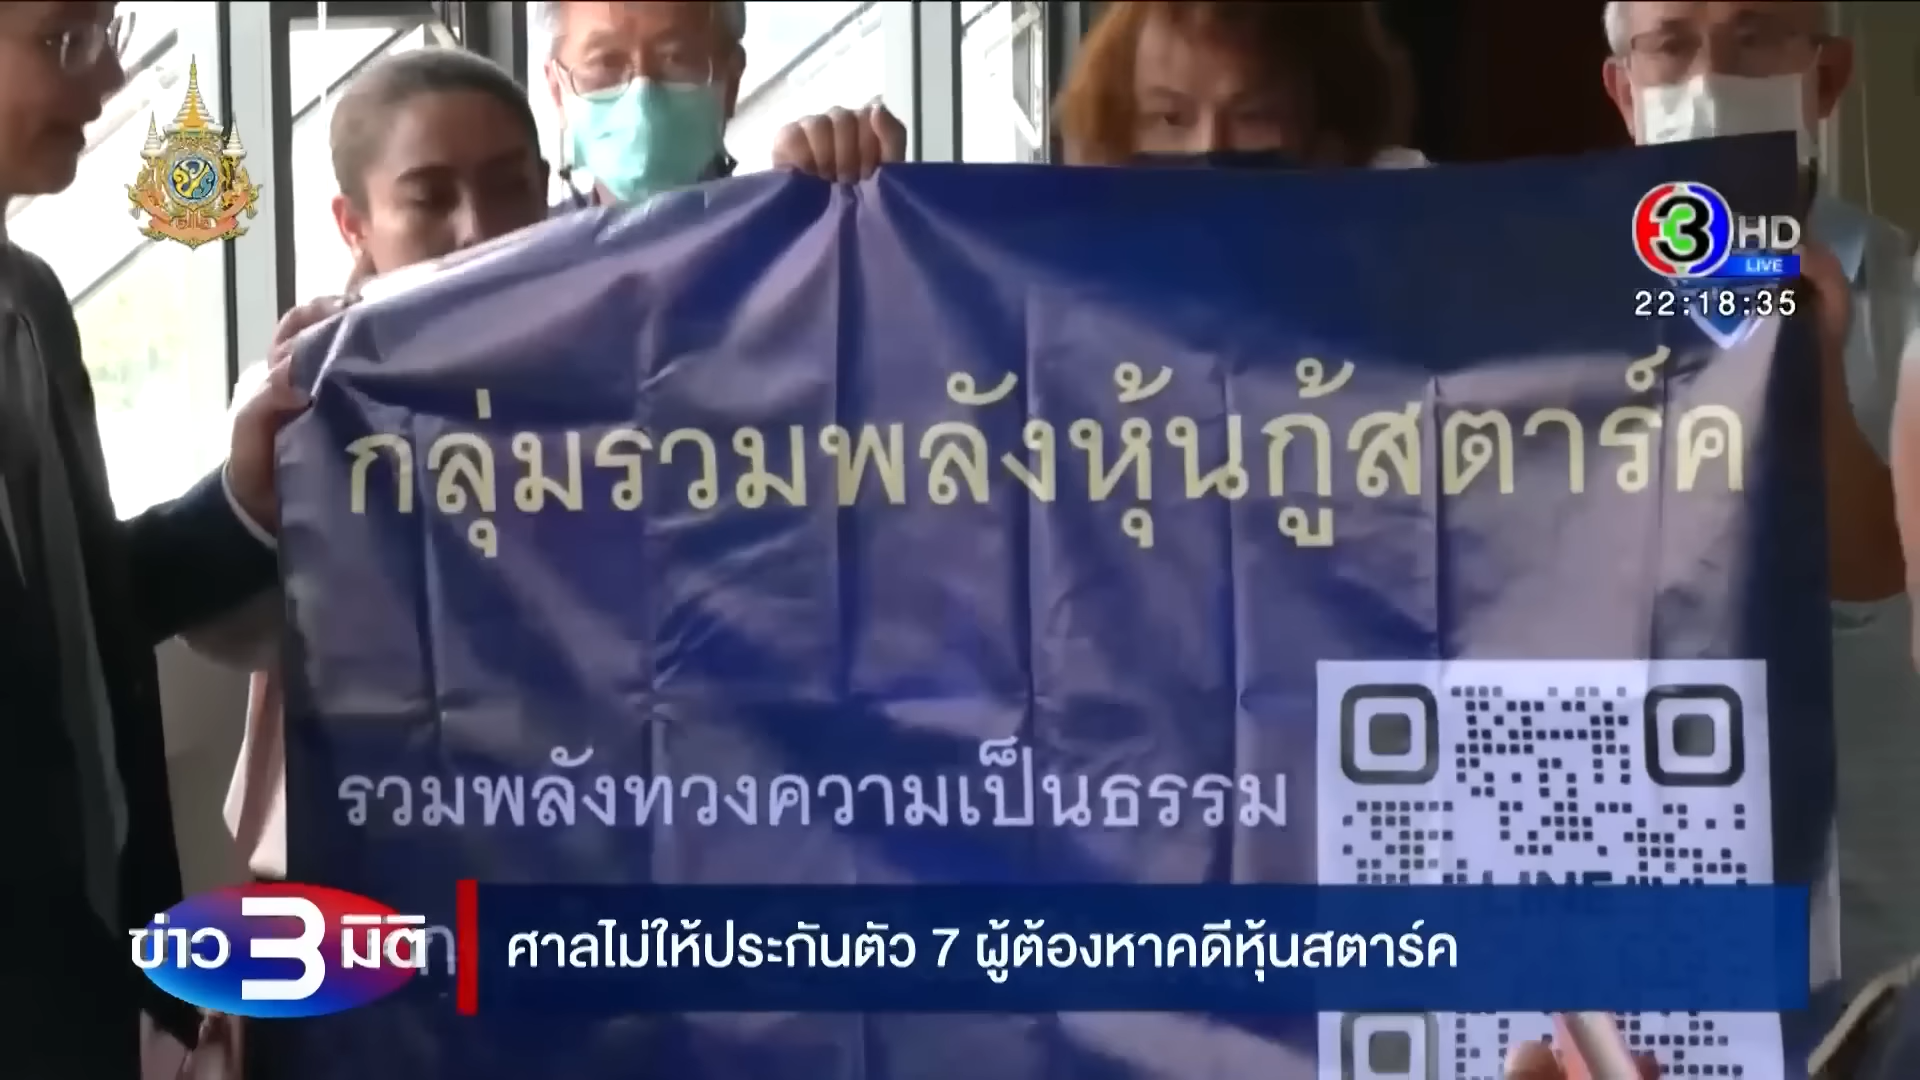 3 HD
LIVE
22:18:35
กลุ่มรวมพลังหุ้นกู้สตาร์ค
รวมพลังทวงความเป็นธรรม
LINE
ข่าว 3 มิติ
ศาลไม่ให้ประกันตัว 7 ผู้ต้องหาคดีหุ้นสตาร์ค